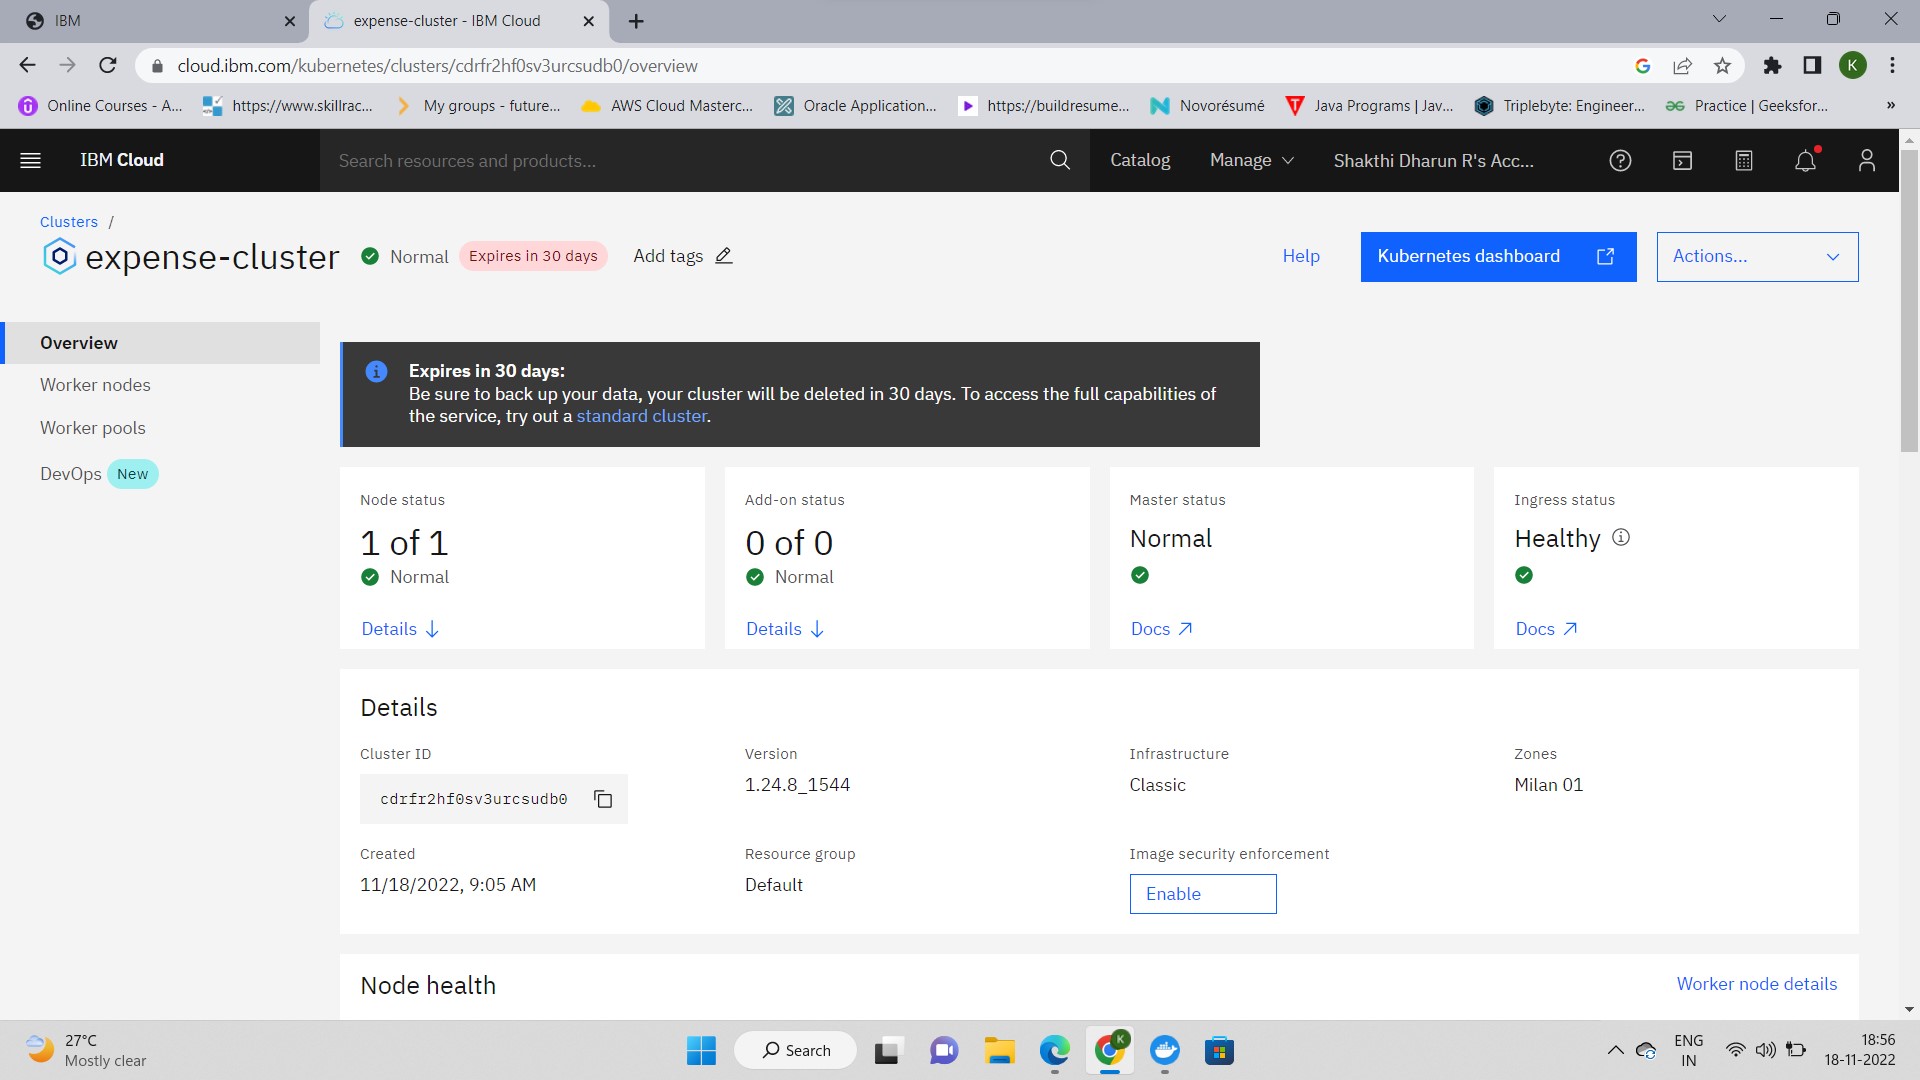 IBM
expense-cluster - IBM Cloud
cloud.ibm.com/kubernetes/clusters/cdrfr2hf0sv3urcsudb0/overview
K
Online Courses - A...
https://www.skillrac...
My groups - future...
AWS Cloud Masterc...
Oracle Application...
https://buildresume...
Novorésumé
Java Programs | Jav...
Triplebyte: Engineer...
Practice | Geeksfor...
»
IBM Cloud
Search resources and products...
Catalog
Manage
Shakthi Dharun R's Acc...
Clusters /
expense-cluster
Normal
Expires in 30 days
Add tags
Help
Kubernetes dashboard
Actions...
Overview
Worker nodes
Worker pools
DevOps New
Expires in 30 days:
Be sure to back up your data, your cluster will be deleted in 30 days. To access the full capabilities of
the service, try out a standard cluster.
Node status
1 of 1
Normal
Details
Add-on status
0 of 0
Normal
Details
Master status
Normal
Docs
Ingress status
Healthy
Docs
Details
Cluster ID
cdrfr2hf0sv3urcsudb0
Version
1.24.8_1544
Infrastructure
Classic
Zones
Milan 01
Created
11/18/2022, 9:05 AM
Resource group
Default
Image security enforcement
Enable
Node health
Worker node details
27°C
Mostly clear
Search
K
ENG
IN
18:56
18-11-2022